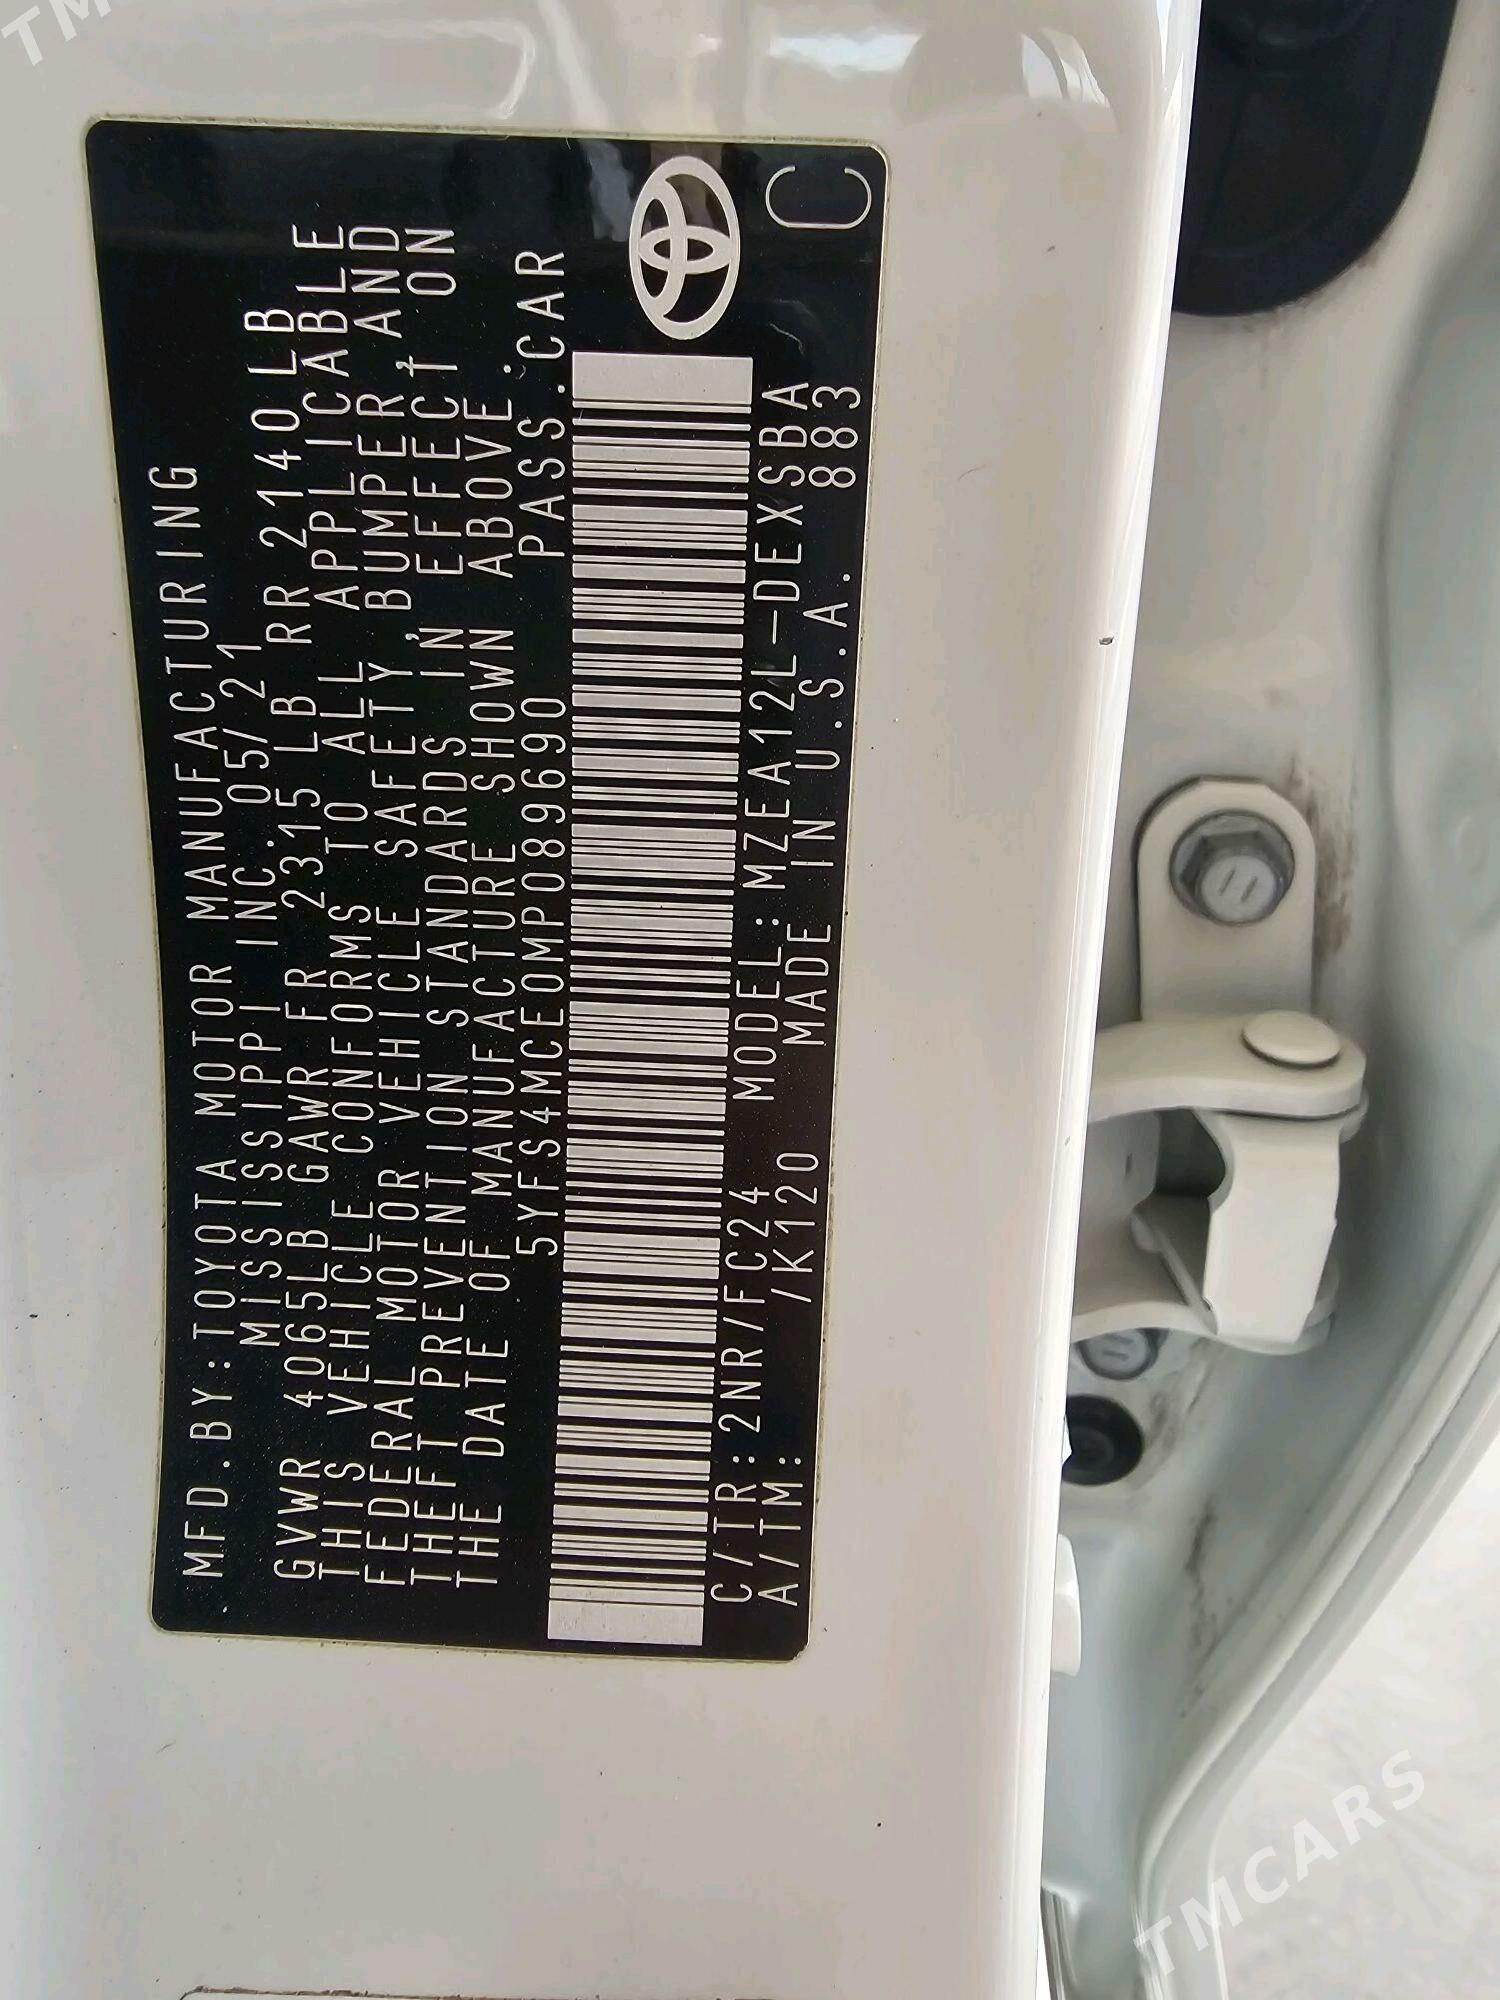 MFD.BY:TOYOTA MOTOR MANUFACTURING
MISSISSIPPI INC.05/21
GVWR 4065LB GAWR FR 2315LB RR 2140LB
THIS VEHICLE CONFORMS TO ALL APPLICABLE
FEDERAL MOTOR VEHICLE SAFETY, BUMPER, AND
THEFT PREVENTION STANDARDS IN EFFECT ON
THE DATE OF MANUFACTURE SHOWN ABOVE.
5YFS4MCE0MP089690 PASS.CAR
C/TR:2NR/FC24 MODEL:MZEA12L-DEXSBA
A/TM: /K120 MADE IN U.S.A. 883
C
TMCARS
TM